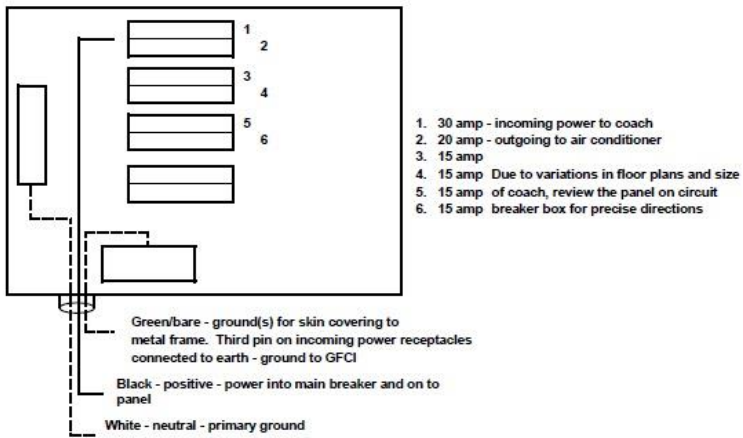 1
2
3
4
5
6
1. 30 amp - incoming power to coach
2. 20 amp - outgoing to air conditioner
3. 15 amp
4. 15 amp Due to variations in floor plans and size
5. 15 amp of coach, review the panel on circuit
6. 15 amp breaker box for precise directions
Green/bare - ground(s) for skin covering to
metal frame. Third pin on incoming power receptacles
connected to earth - ground to GFCI
Black - positive - power into main breaker and on to
panel
White - neutral - primary ground